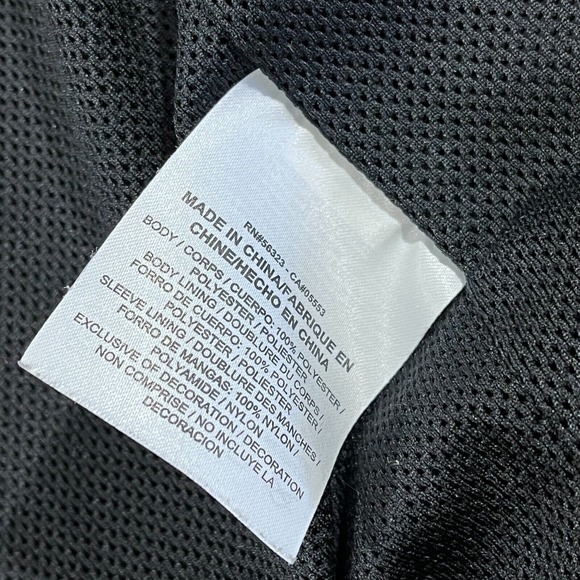 RN#56323 - CA#05553
MADE IN CHINA/FABRIQUE EN
CHINE/HECHO EN CHINA
BODY / CORPS / CUERPO: 100% POLYESTER /
POLYESTER / POLIESTER
BODY LINING / DOUBLURE DU CORPS /
FORRO DE CUERPO: 100% POLYESTER /
POLYESTER / POLIESTER
SLEEVE LINING / DOUBLURE DES MANCHES /
FORRO DE MANGAS: 100% NYLON /
POLYAMIDE / NYLON
EXCLUSIVE OF DECORATION / DECORATION
NON COMPRISE / NO INCLUYE LA
DECORACION